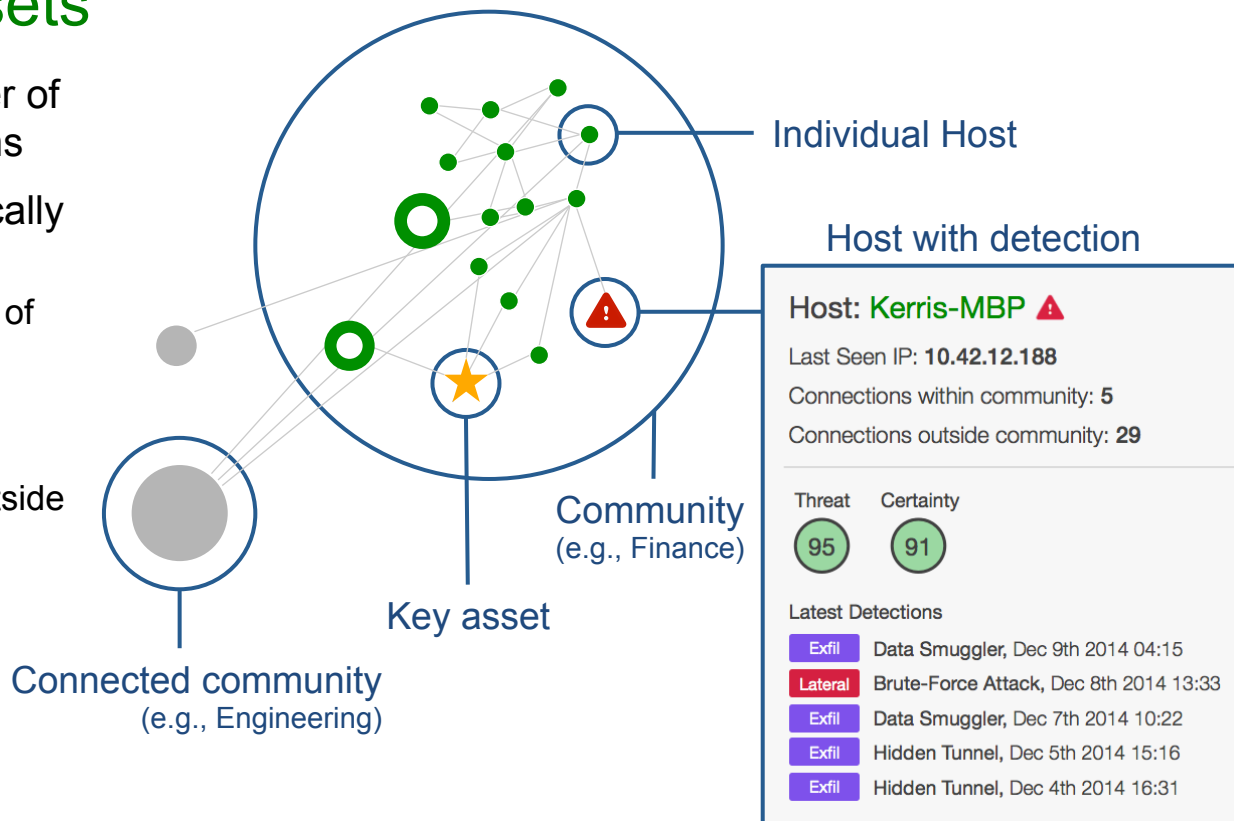 sets
er of
ns
cally
of
tside
Individual Host
Host with detection
Host: Kerris-MBP
Last Seen IP: 10.42.12.188
Connections within community: 5
Connections outside community: 29
Threat Certainty
95 91
Latest Detections
Exfil Data Smuggler, Dec 9th 2014 04:15
Lateral Brute-Force Attack, Dec 8th 2014 13:33
Exfil Data Smuggler, Dec 7th 2014 10:22
Exfil Hidden Tunnel, Dec 5th 2014 15:16
Exfil Hidden Tunnel, Dec 4th 2014 16:31
Community
(e.g., Finance)
Key asset
Connected community
(e.g., Engineering)